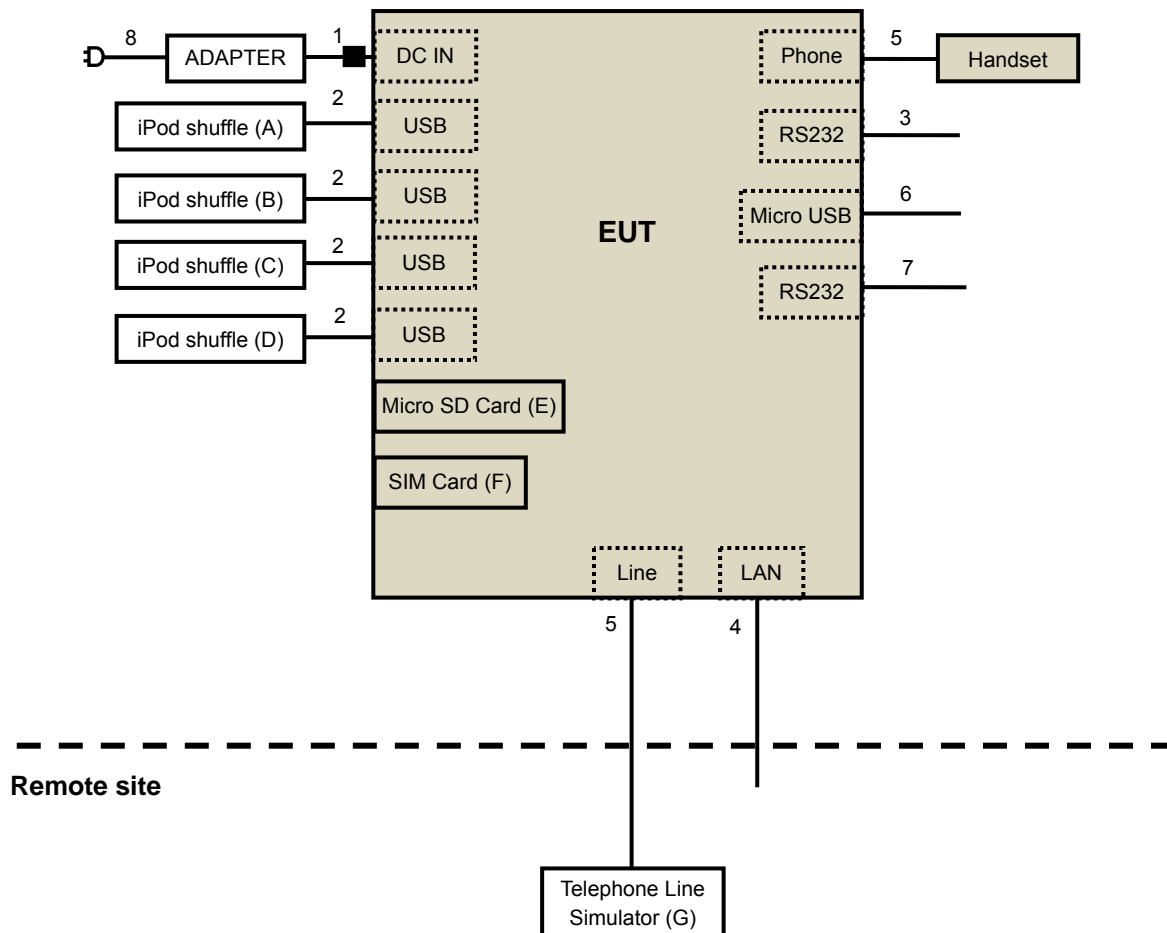 8
ADAPTER
1
DC IN
Phone
5
Handset
2
iPod shuffle (A)
USB
RS232
3
2
iPod shuffle (B)
USB
Micro USB
6
EUT
2
iPod shuffle (C)
USB
RS232
7
2
iPod shuffle (D)
USB
Micro SD Card (E)
SIM Card (F)
Line
LAN
5
4
Remote site
Telephone Line
Simulator (G)